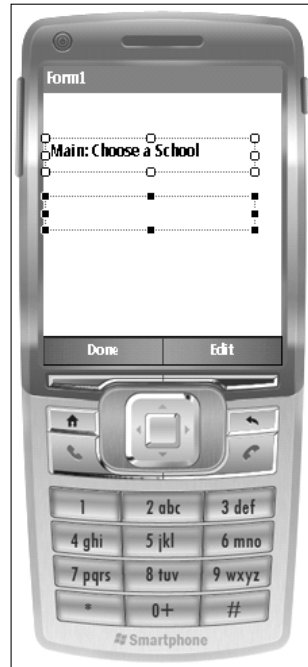 Form1
Main: Choose a School
Done Edit
1 2 abc 3 def
4 ghi 5 jkl 6 mno
7 pqrs 8 tuv 9 wxyz
* 0+ #
Smartphone